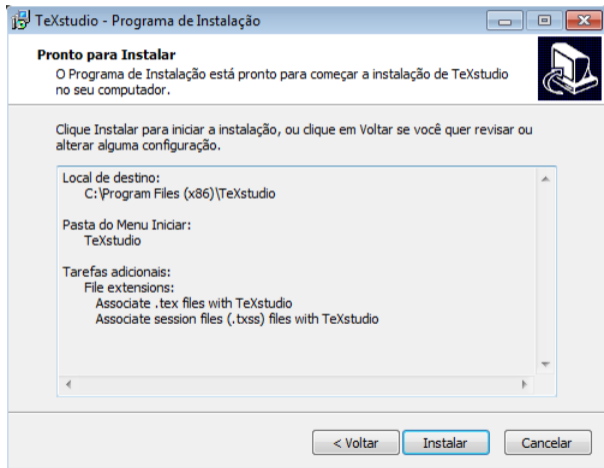 TeXstudio - Programa de Instalação
Pronto para Instalar
O Programa de Instalação está pronto para começar a instalação de TeXstudio
no seu computador.
Clique Instalar para iniciar a instalação, ou clique em Voltar se você quer revisar ou
alterar alguma configuração.
Local de destino:
C:\Program Files (x86)\TeXstudio
Pasta do Menu Iniciar:
TeXstudio
Tarefas adicionais:
File extensions:
Associate .tex files with TeXstudio
Associate session files (.txss) files with TeXstudio
< Voltar
Instalar
Cancelar